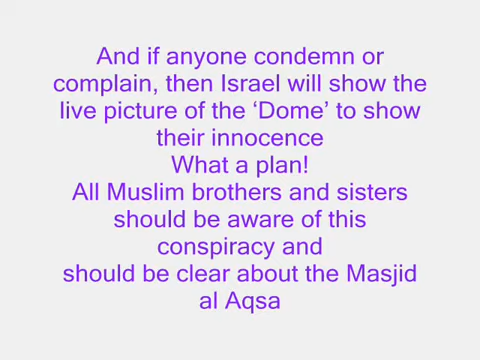 And if anyone condemn or
complain, then Israel will show the
live picture of the ‘Dome’ to show
their innocence
What a plan!
All Muslim brothers and sisters
should be aware of this
conspiracy and
should be clear about the Masjid
al Aqsa